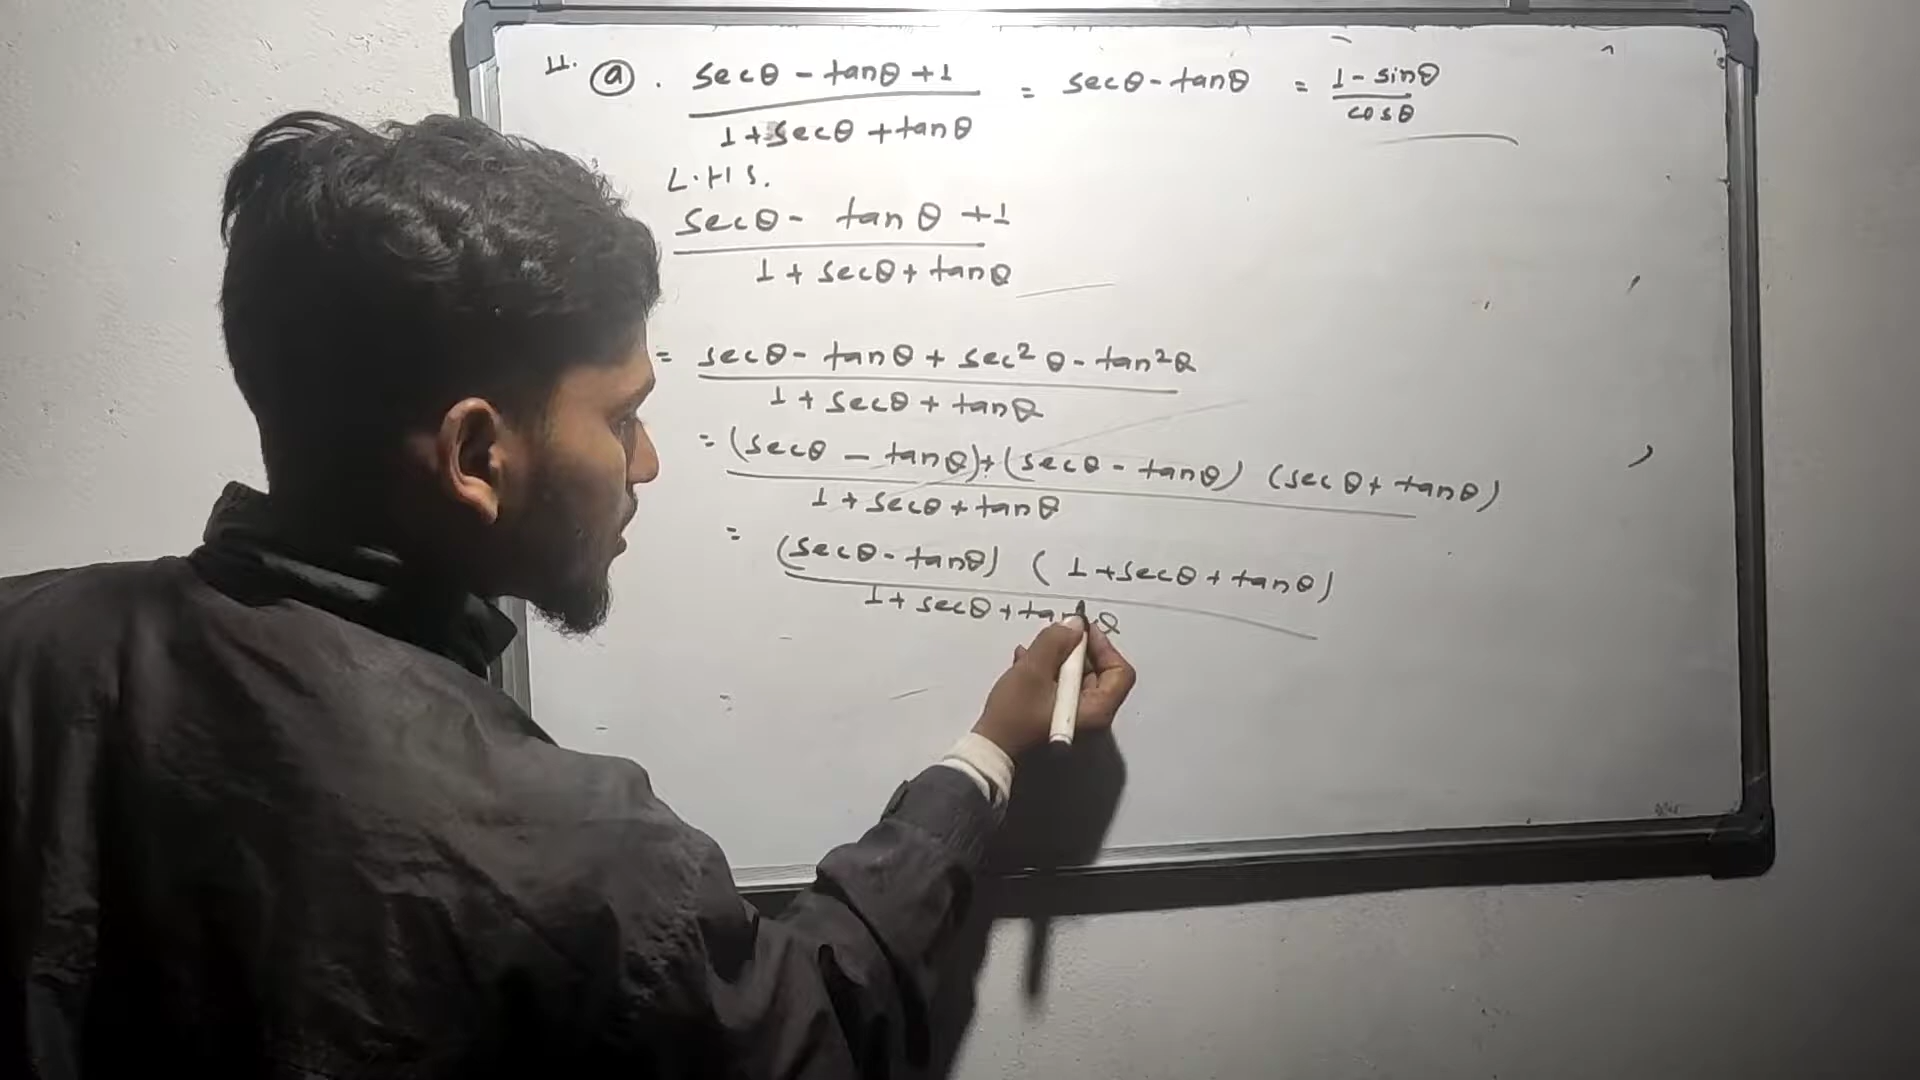 11. (a). secθ - tanθ + 1 / 1 + secθ + tanθ = secθ - tanθ = 1 - sinθ / cosθ
L.H.S.
secθ - tanθ + 1
1 + secθ + tanθ
= secθ - tanθ + sec²θ - tan²θ
1 + secθ + tanθ
= (secθ - tanθ) + (secθ - tanθ) (secθ + tanθ)
1 + secθ + tanθ
= (secθ - tanθ) (1 + secθ + tanθ)
1 + secθ + tanθ